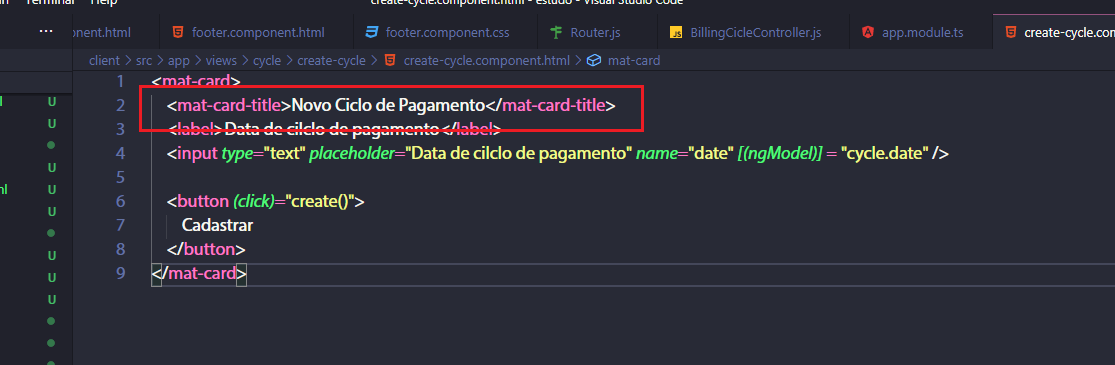 Terminal Help create-cycle.component.html - estudo - Visual Studio Code
... onent.html footer.component.html footer.component.css Router.js BillingCicleController.js app.module.ts create-cycle.com
client > src > app > views > cycle > create-cycle > create-cycle.component.html > mat-card
1 <mat-card>
U 2 <mat-card-title>Novo Ciclo de Pagamento</mat-card-title>
U 3 <label>Data de cilclo de pagamento</label>
4 <input type="text" placeholder="Data de cilclo de pagamento" name="date" [(ngModel)] = "cycle.date" />
U 5
U 6 <button (click)="create()">
U 7 Cadastrar
8 </button>
U 9 </mat-card>
U
U